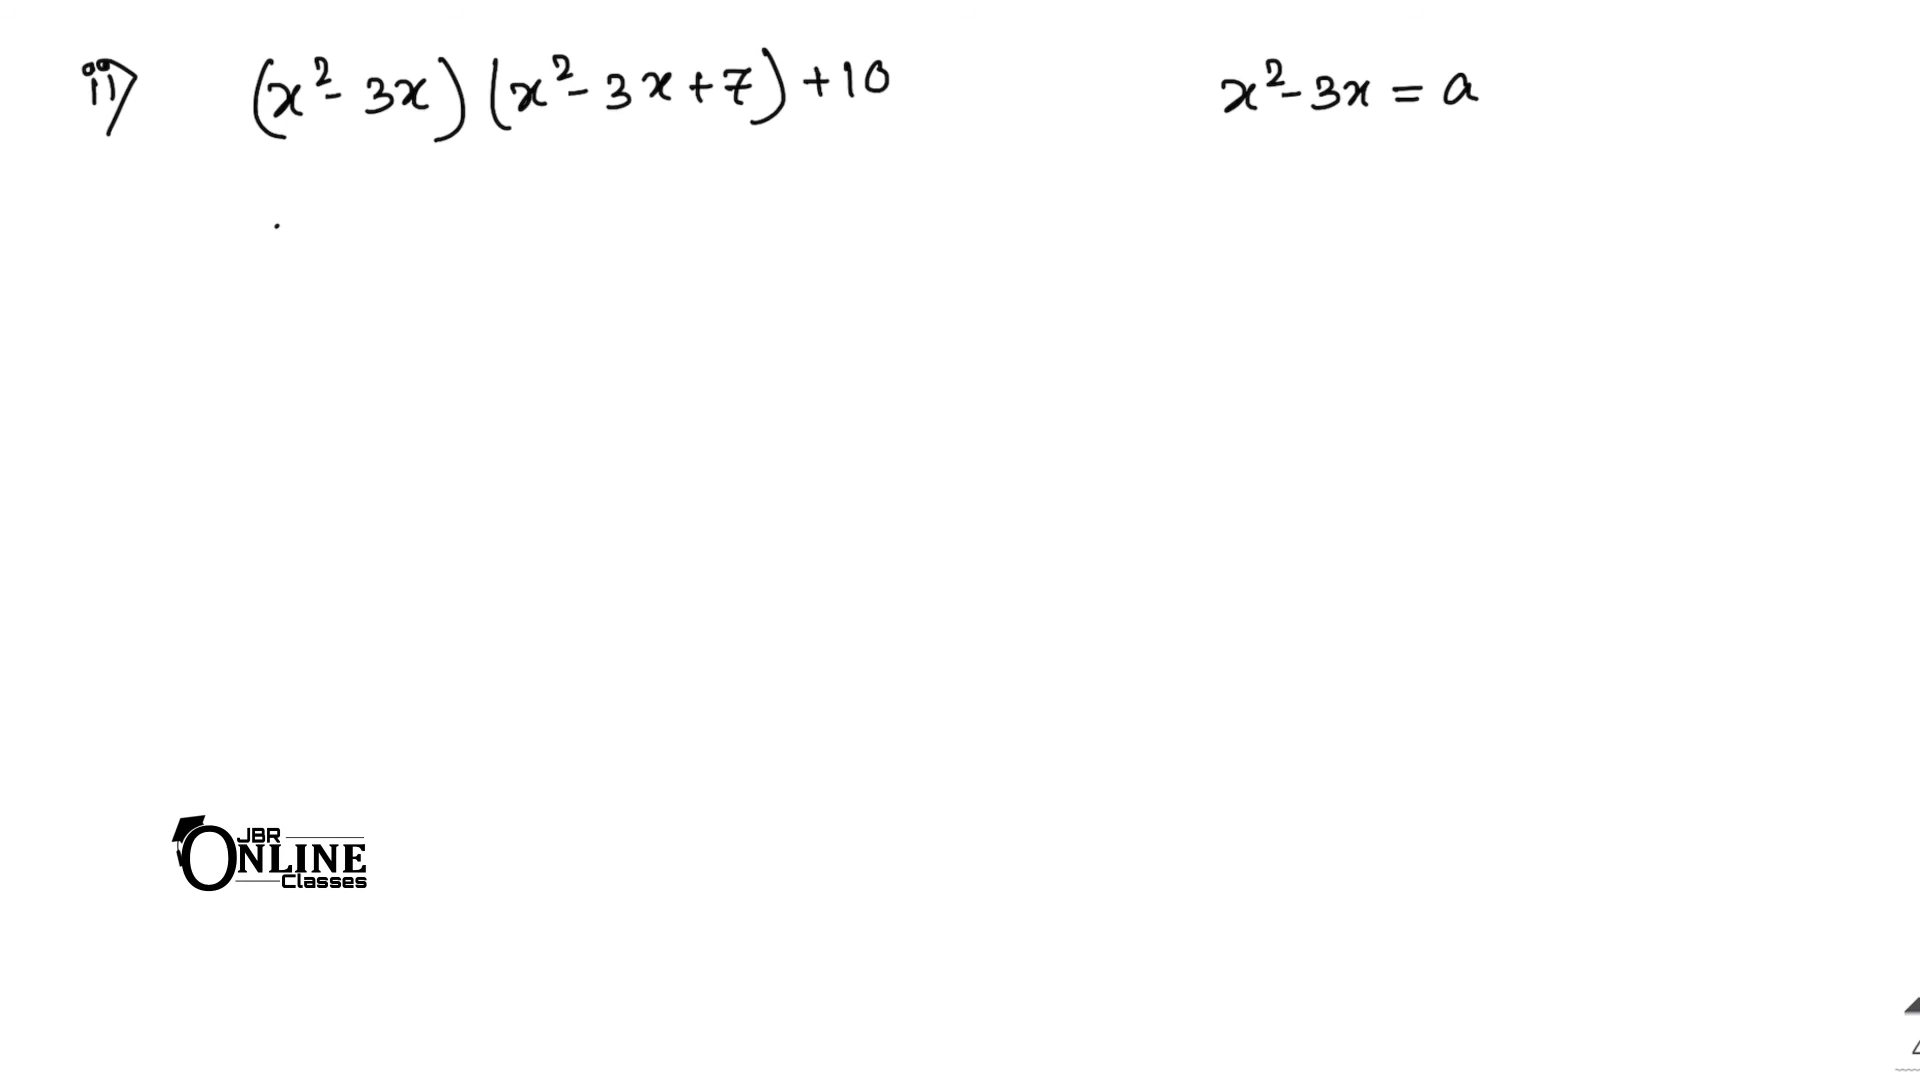 ii) (x² - 3x) (x² - 3x + 7) + 10
x² - 3x = a
JBR
ONLINE
Classes